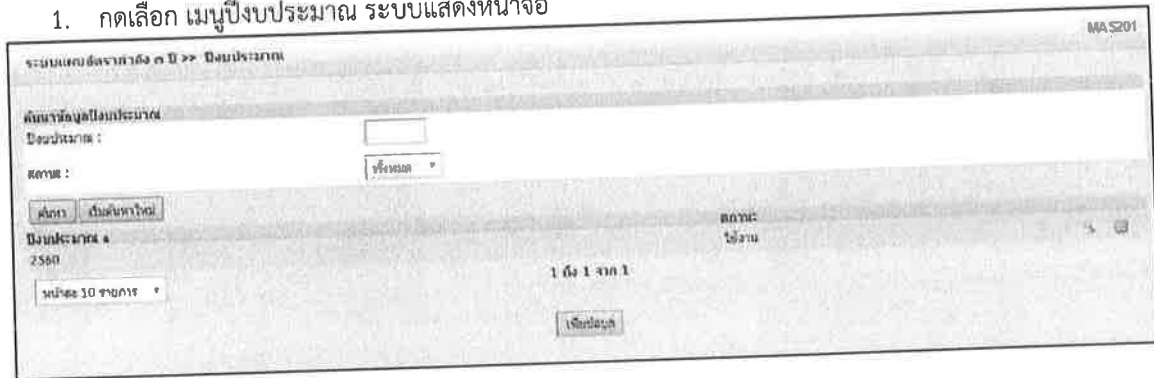 1. กดเลือก เมนูปีงบประมาณ ระบบแสดงหน้าจอ
MAS201
ระบบแผนอัตรากำลัง ๓ ปี >> ปีงบประมาณ
ค้นหาข้อมูลปีงบประมาณ
ปีงบประมาณ :
สถานะ : ทั้งหมด
ค้นหา เริ่มค้นหาใหม่
ปีงบประมาณ สถานะ
2560 ใช้งาน
1 ถึง 1 จาก 1
หน้าละ 10 รายการ
เพิ่มข้อมูล